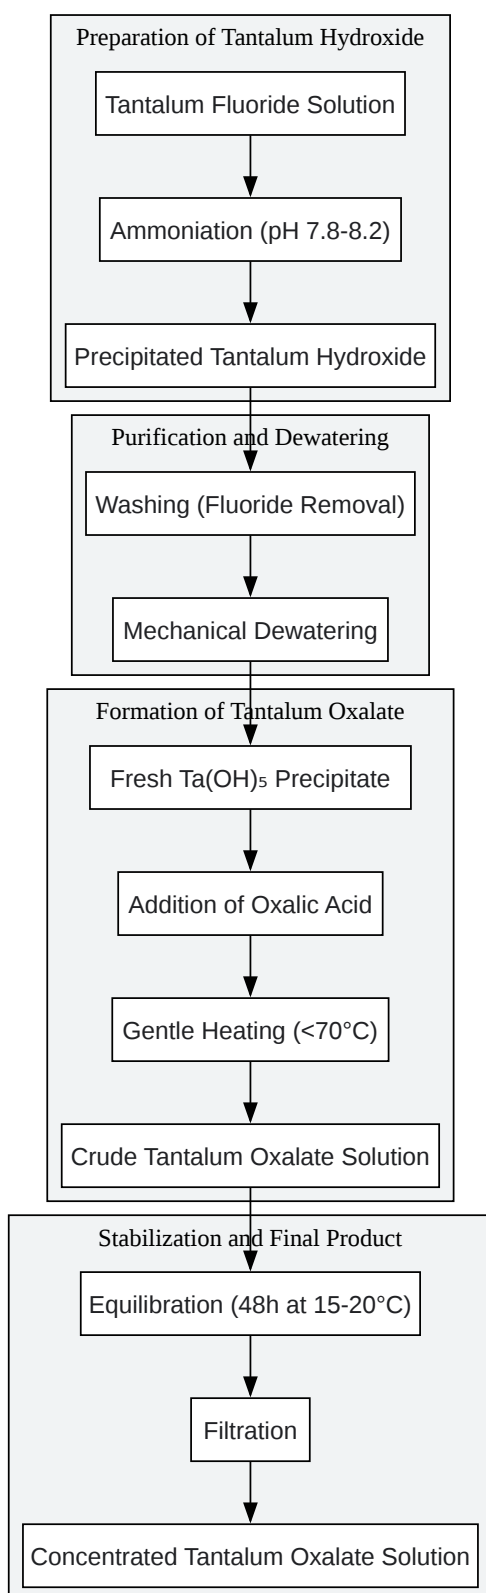 Preparation of Tantalum Hydroxide
Tantalum Fluoride Solution
Ammoniation (pH 7.8-8.2)
Precipitated Tantalum Hydroxide
Purification and Dewatering
Washing (Fluoride Removal)
Mechanical Dewatering
Formation of Tantalum Oxalate
Fresh Ta(OH)₅ Precipitate
Addition of Oxalic Acid
Gentle Heating (<70°C)
Crude Tantalum Oxalate Solution
Stabilization and Final Product
Equilibration (48h at 15-20°C)
Filtration
Concentrated Tantalum Oxalate Solution